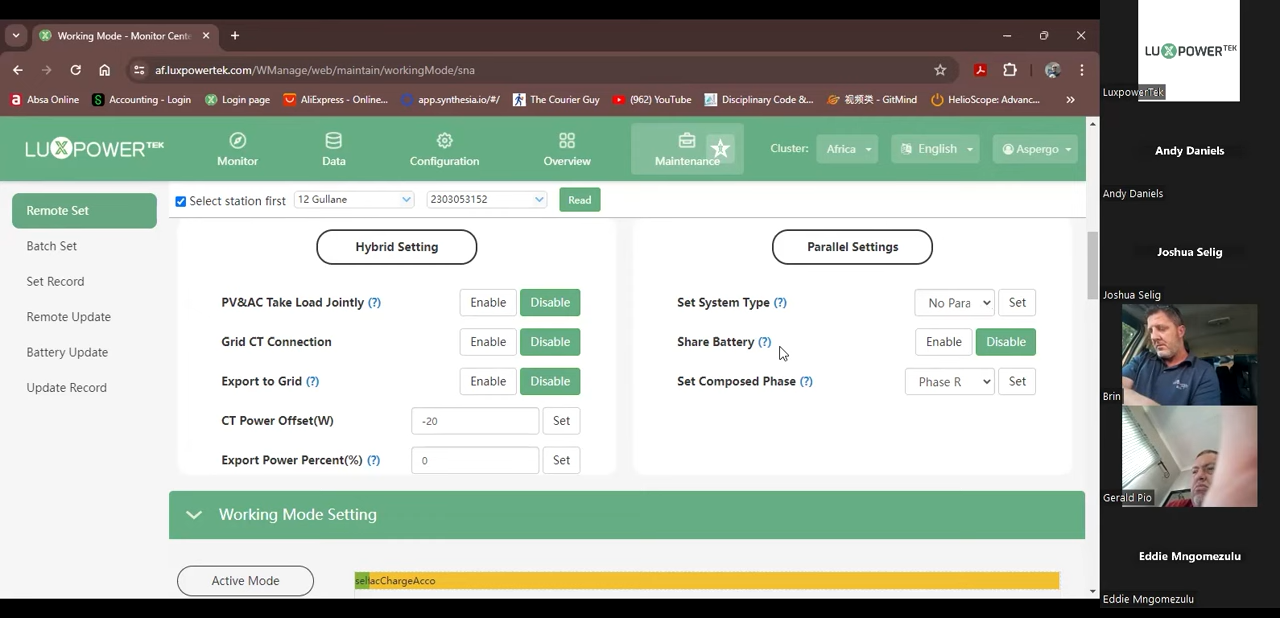 Working Mode - Monitor Cente
af.luxpowertek.com/WManage/web/maintain/workingMode/sna
Absa Online
Accounting - Login
Login page
AliExpress - Online...
app.synthesia.io/#/
The Courier Guy
(962) YouTube
Disciplinary Code &...
视频类 - GitMind
HelioScope: Advanc...
»
LUXPOWERTEK
Monitor
Data
Configuration
Overview
Maintenance
Cluster:
Africa
English
Aspergo
Remote Set
Batch Set
Set Record
Remote Update
Battery Update
Update Record
Select station first
12 Gullane
2303053152
Read
Hybrid Setting
PV&AC Take Load Jointly (?)
Enable
Disable
Grid CT Connection
Enable
Disable
Export to Grid (?)
Enable
Disable
CT Power Offset(W)
-20
Set
Export Power Percent(%) (?)
0
Set
Parallel Settings
Set System Type (?)
No Para
Set
Share Battery (?)
Enable
Disable
Set Composed Phase (?)
Phase R
Set
Working Mode Setting
Active Mode
acChargeAcco
LUXPOWERTEK
LuxpowerTek
Andy Daniels
Andy Daniels
Joshua Selig
Joshua Selig
Brin
Gerald Pio
Eddie Mngomezulu
Eddie Mngomezulu